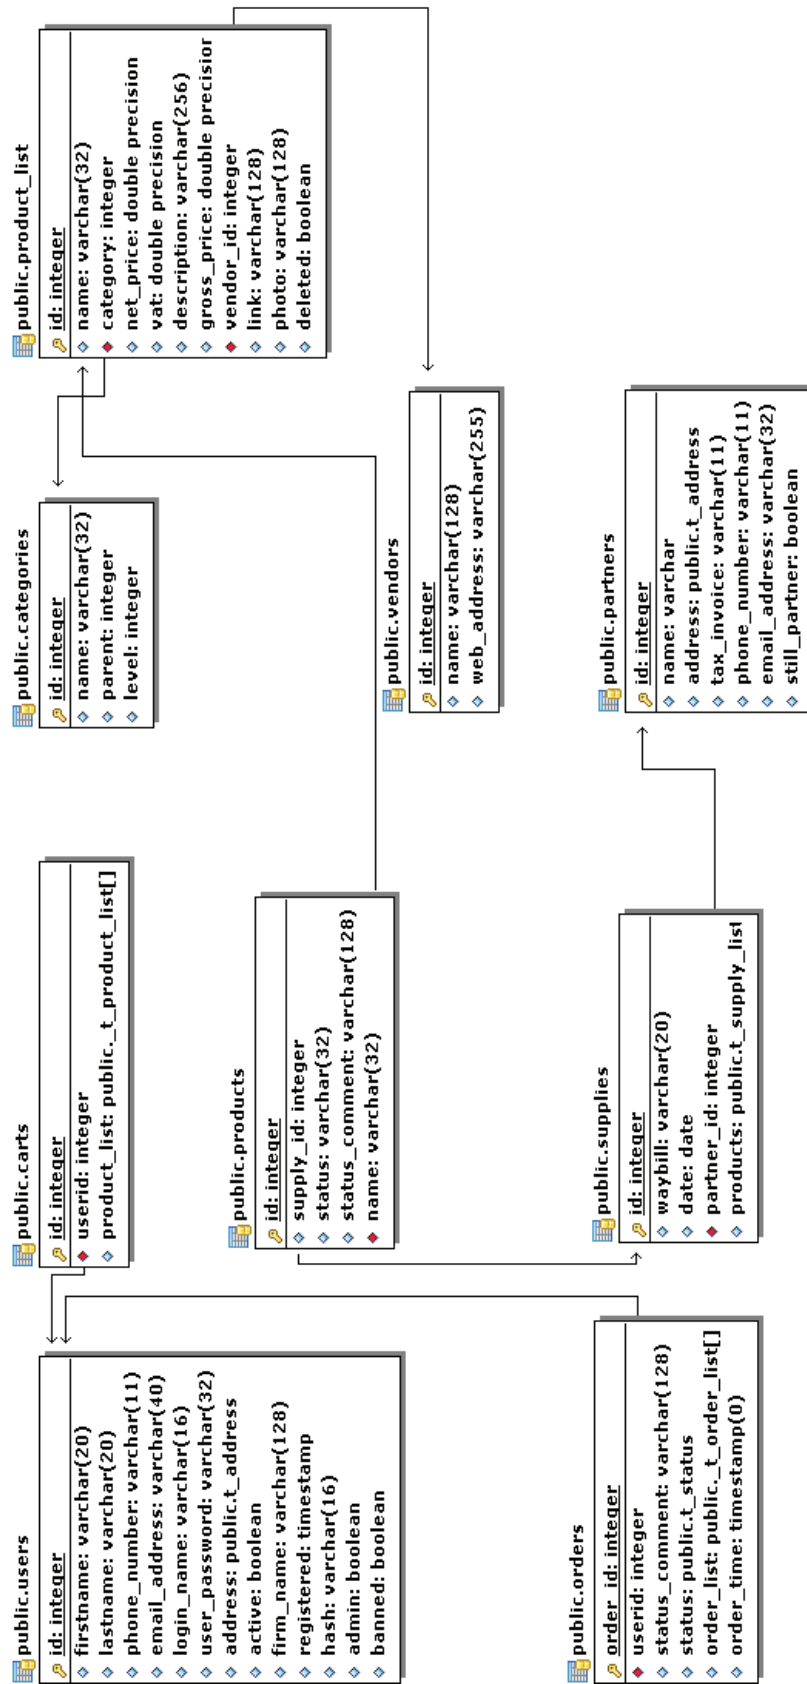 public.users
id: integer
firstname: varchar(20)
lastname: varchar(20)
phone_number: varchar(11)
email_address: varchar(40)
login_name: varchar(16)
user_password: varchar(32)
address: public.t_address
active: boolean
firm_name: varchar(128)
registered: timestamp
hash: varchar(16)
admin: boolean
banned: boolean
public.carts
id: integer
userid: integer
product_list: public._t_product_list[]
public.categories
id: integer
name: varchar(32)
parent: integer
level: integer
public.product_list
id: integer
name: varchar(32)
category: integer
net_price: double precision
vat: double precision
description: varchar(256)
gross_price: double precision
vendor_id: integer
link: varchar(128)
photo: varchar(128)
deleted: boolean
public.products
id: integer
supply_id: integer
status: varchar(32)
status_comment: varchar(128)
name: varchar(32)
public.vendors
id: integer
name: varchar(128)
web_address: varchar(255)
public.orders
order_id: integer
userid: integer
status_comment: varchar(128)
status: public.t_status
order_list: public._t_order_list[]
order_time: timestamp(0)
public.supplies
id: integer
waybill: varchar(20)
date: date
partner_id: integer
products: public.t_supply_list
public.partners
id: integer
name: varchar
address: public.t_address
tax_invoice: varchar(11)
phone_number: varchar(11)
email_address: varchar(32)
still_partner: boolean